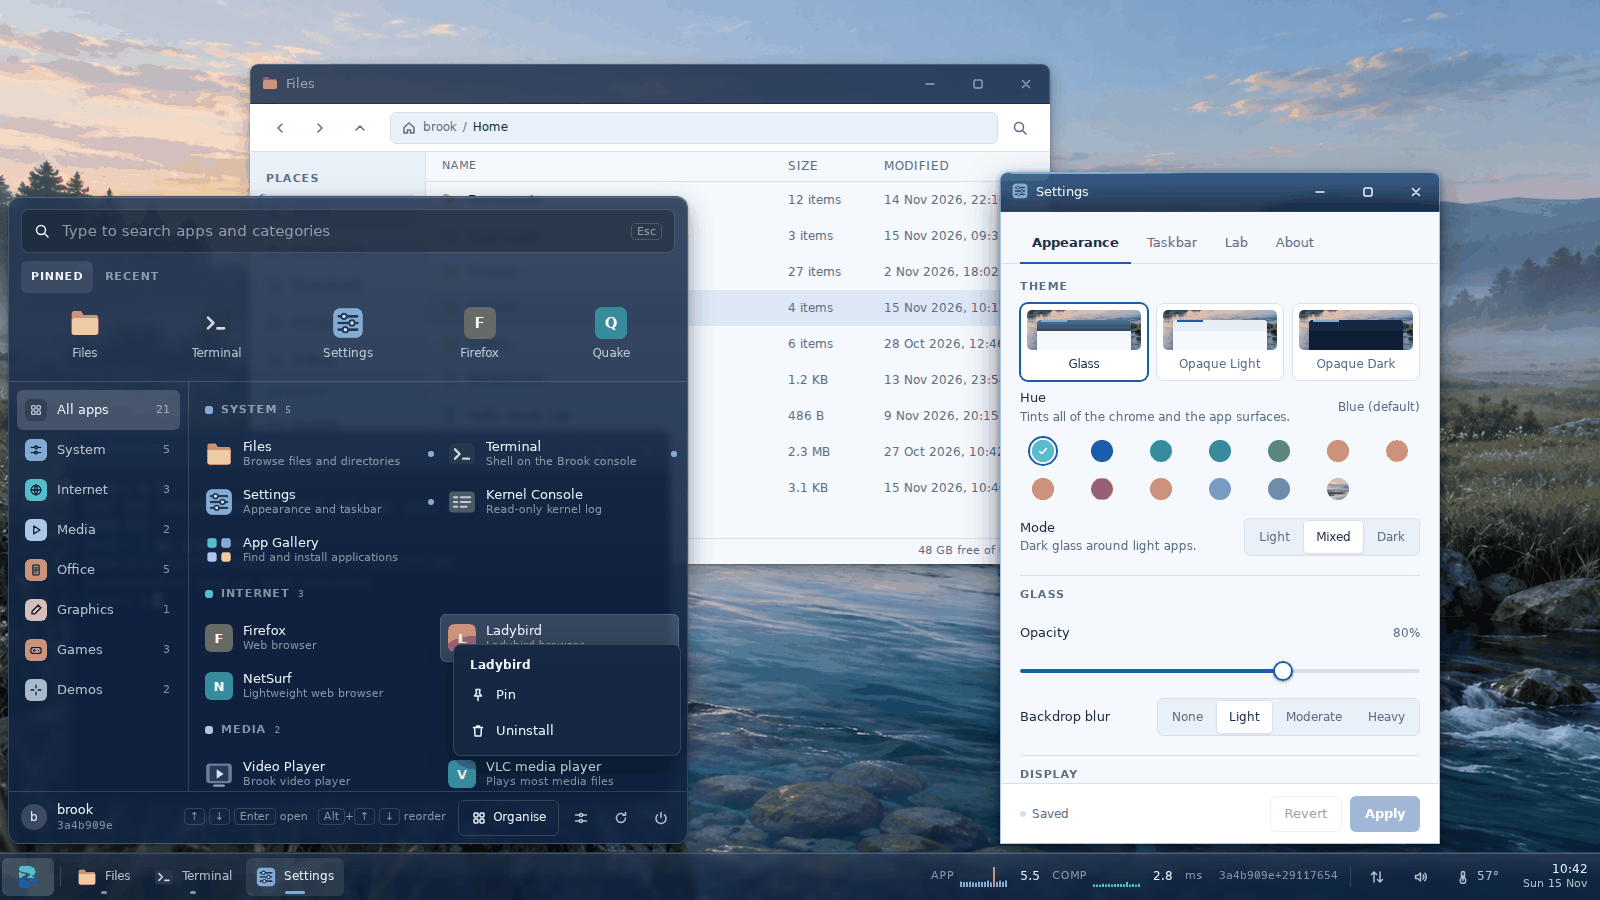 Files
brook / Home
PLACES
NAME SIZE MODIFIED
12 items 14 Nov 2026, 22:1
3 items 15 Nov 2026, 09:3
27 items 2 Nov 2026, 18:02
4 items 15 Nov 2026, 10:1
6 items 28 Oct 2026, 12:4
1.2 KB 13 Nov 2026, 23:5
486 B 9 Nov 2026, 20:15
2.3 MB 27 Oct 2026, 10:42
3.1 KB 15 Nov 2026, 10:4
48 GB free of
Type to search apps and categories Esc
PINNED RECENT
Files Terminal Settings F Firefox Q Quake
All apps 21
System 5
Internet 3
Media 2
Office 5
Graphics 1
Games 3
Demos 2
SYSTEM 5
Files
Browse files and directories
Terminal
Shell on the Brook console
Settings
Appearance and taskbar
Kernel Console
Read-only kernel log
App Gallery
Find and install applications
INTERNET 3
F Firefox
Web browser
L Ladybird
Ladybird browser
N NetSurf
Lightweight web browser
Ladybird
Pin
Uninstall
MEDIA 2
Video Player
Brook video player
V VLC media player
Plays most media files
b brook
3a4b909e
↑ ↓ Enter open Alt+↑ ↓ reorder Organise
Settings
Appearance Taskbar Lab About
THEME
Glass Opaque Light Opaque Dark
Hue
Tints all of the chrome and the app surfaces.
Blue (default)
Mode
Dark glass around light apps.
Light Mixed Dark
GLASS
Opacity 80%
Backdrop blur None Light Moderate Heavy
DISPLAY
Saved Revert Apply
Files Terminal Settings
APP 5.5 COMP 2.8 ms 3a4b909e+29117654 57° 10:42
Sun 15 Nov